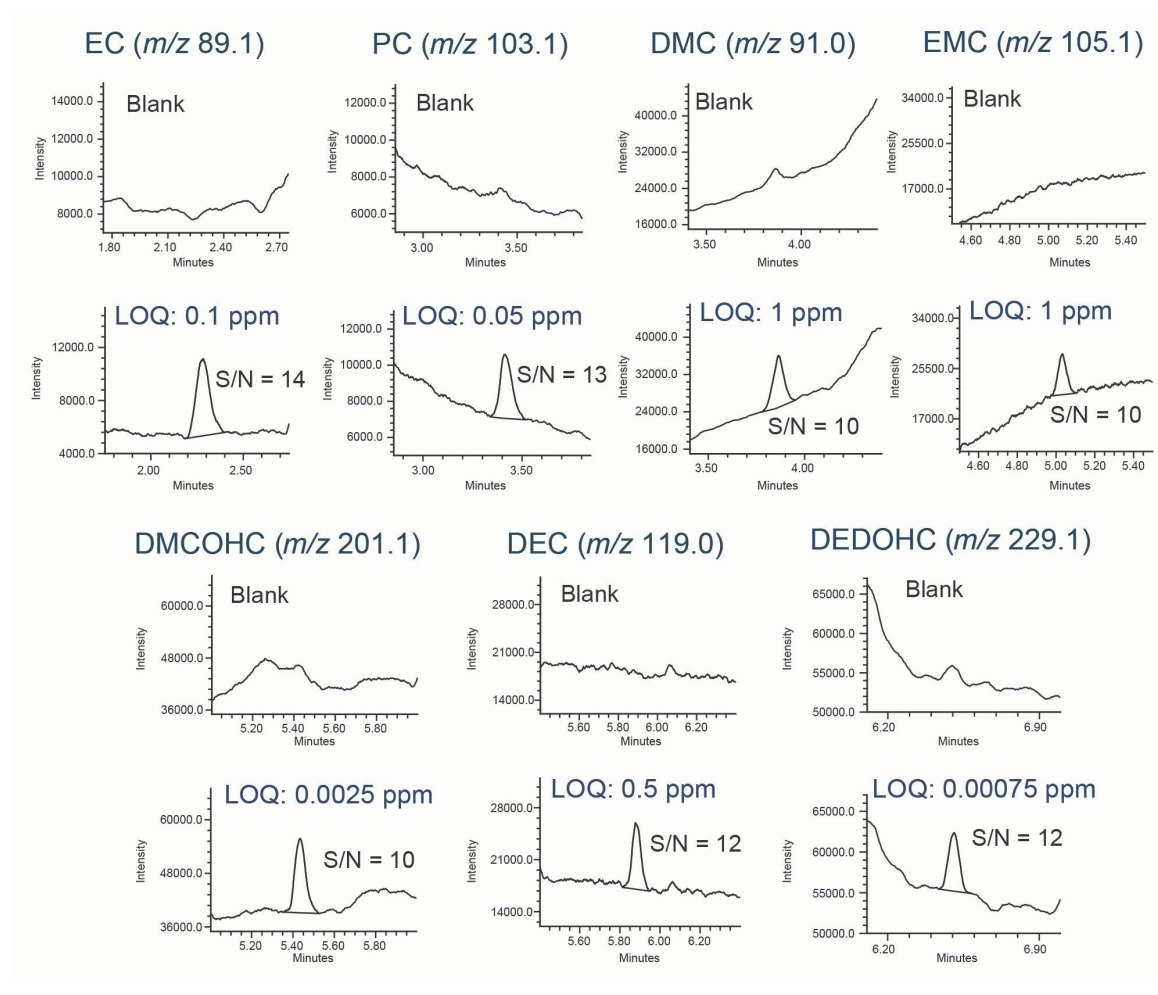 EC (m/z 89.1)
PC (m/z 103.1)
DMC (m/z 91.0)
EMC (m/z 105.1)
Blank
14000.0
12000.0
10000.0
8000.0
Intensity
1.80 2.10 2.40 2.70
Minutes
Blank
12000.0
10000.0
8000.0
6000.0
Intensity
3.00 3.50
Minutes
Blank
40000.0
32000.0
24000.0
16000.0
Intensity
3.50 4.00
Minutes
Blank
34000.0
25500.0
17000.0
Intensity
4.60 4.80 5.00 5.20 5.40
Minutes
LOQ: 0.1 ppm
S/N = 14
12000.0
8000.0
4000.0
Intensity
2.00 2.50
Minutes
LOQ: 0.05 ppm
S/N = 13
12000.0
10000.0
8000.0
6000.0
Intensity
3.00 3.50
Minutes
LOQ: 1 ppm
S/N = 10
40000.0
32000.0
24000.0
16000.0
Intensity
3.50 4.00
Minutes
LOQ: 1 ppm
S/N = 10
34000.0
25500.0
17000.0
Intensity
4.60 4.80 5.00 5.20 5.40
Minutes
DMCOHC (m/z 201.1)
DEC (m/z 119.0)
DEDOHC (m/z 229.1)
Blank
60000.0
48000.0
36000.0
Intensity
5.20 5.40 5.60 5.80
Minutes
Blank
28000.0
21000.0
14000.0
Intensity
5.60 5.80 6.00 6.20
Minutes
Blank
65000.0
60000.0
55000.0
50000.0
Intensity
6.20 6.90
Minutes
LOQ: 0.0025 ppm
S/N = 10
60000.0
48000.0
36000.0
Intensity
5.20 5.40 5.60 5.80
Minutes
LOQ: 0.5 ppm
S/N = 12
28000.0
21000.0
14000.0
Intensity
5.60 5.80 6.00 6.20
Minutes
LOQ: 0.00075 ppm
S/N = 12
65000.0
60000.0
55000.0
50000.0
Intensity
6.20 6.90
Minutes